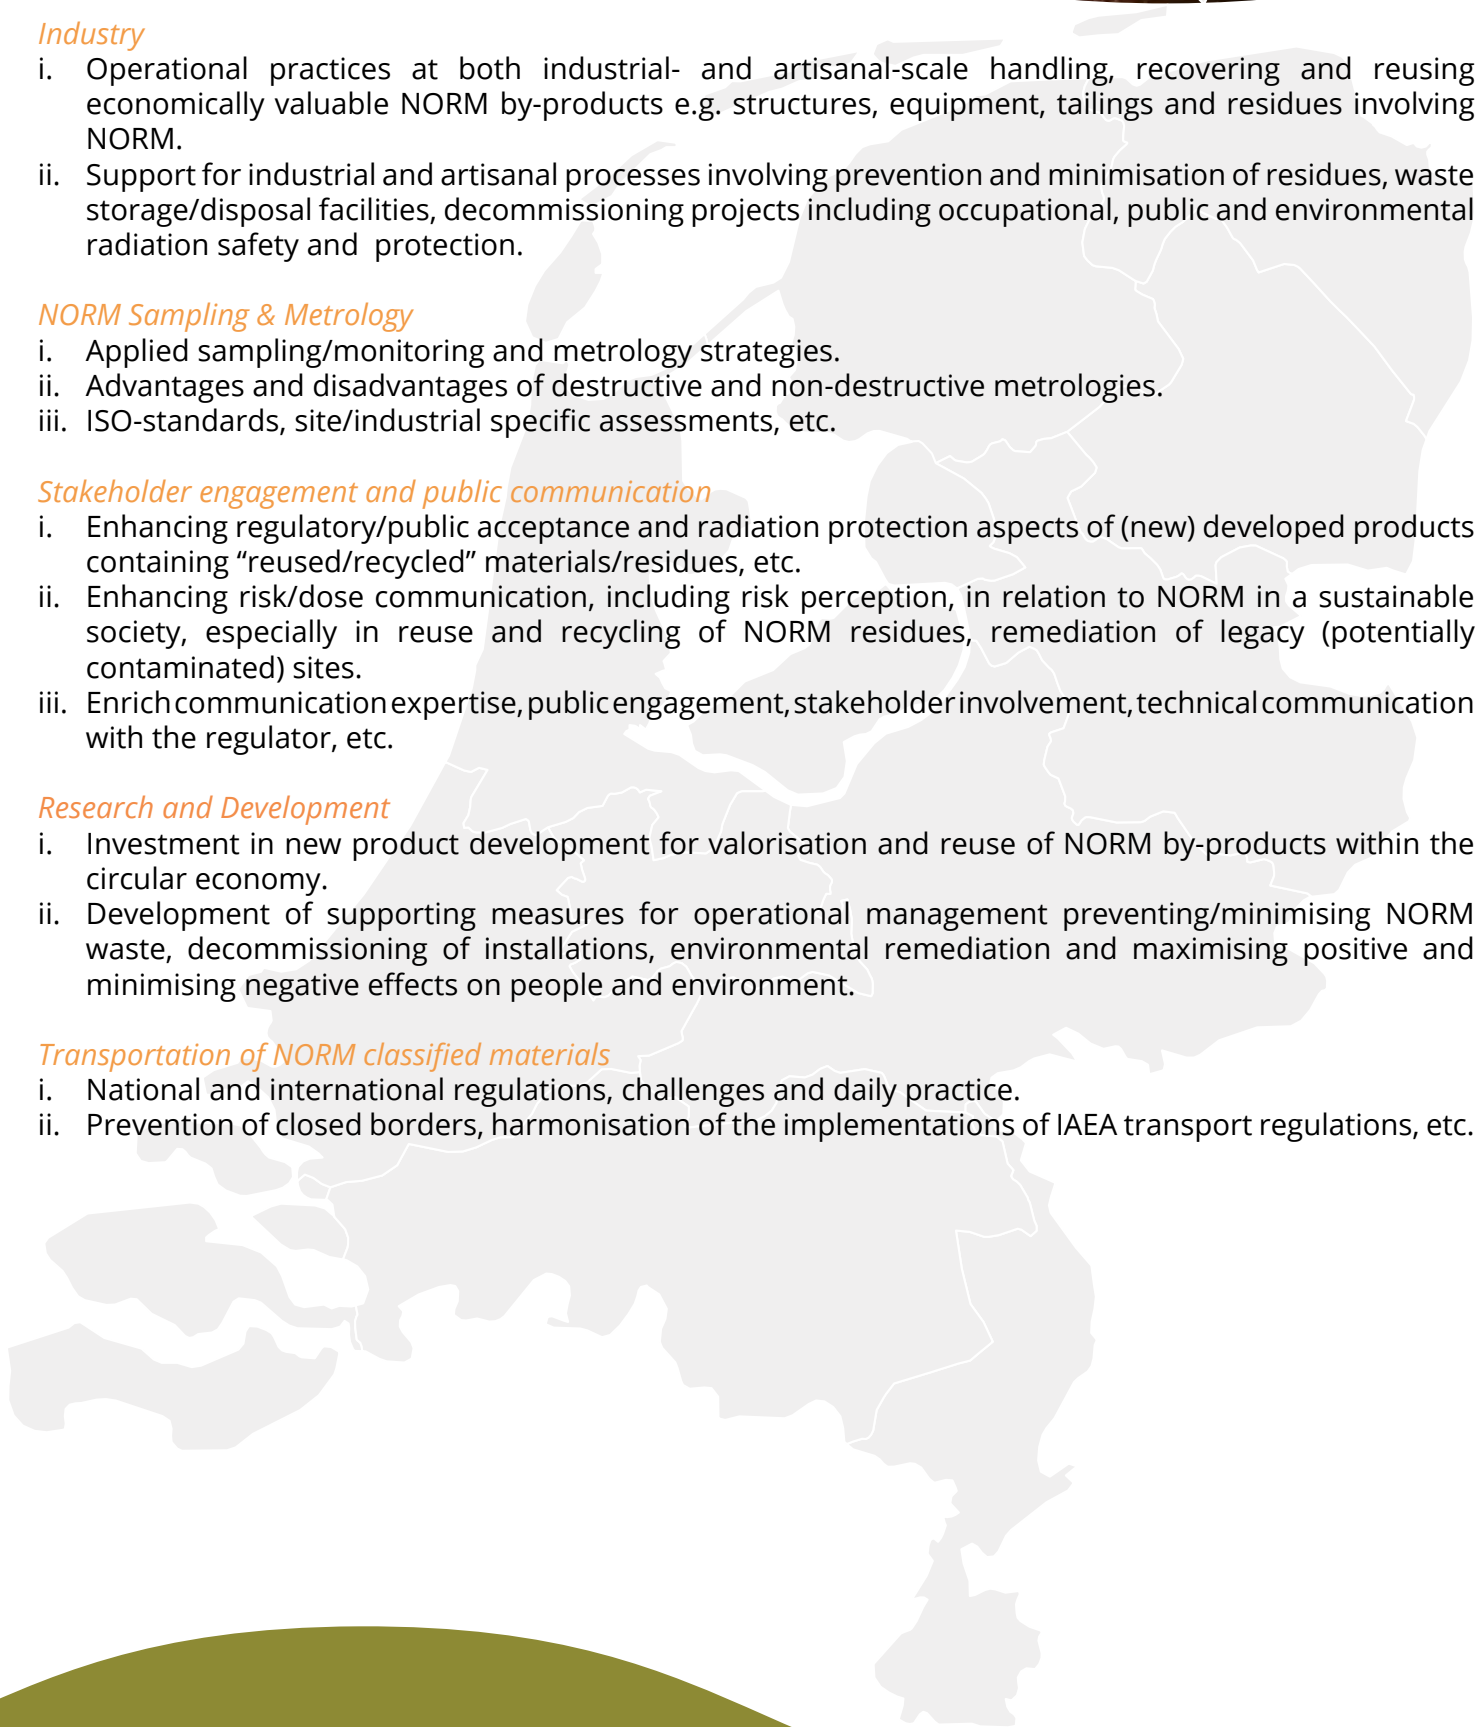 Industry
i. Operational practices at both industrial- and artisanal-scale handling, recovering and reusing
economically valuable NORM by-products e.g. structures, equipment, tailings and residues involving
NORM.
ii. Support for industrial and artisanal processes involving prevention and minimisation of residues, waste
storage/disposal facilities, decommissioning projects including occupational, public and environmental
radiation safety and protection.
NORM Sampling & Metrology
i. Applied sampling/monitoring and metrology strategies.
ii. Advantages and disadvantages of destructive and non-destructive metrologies.
iii. ISO-standards, site/industrial specific assessments, etc.
Stakeholder engagement and public communication
i. Enhancing regulatory/public acceptance and radiation protection aspects of (new) developed products
containing “reused/recycled” materials/residues, etc.
ii. Enhancing risk/dose communication, including risk perception, in relation to NORM in a sustainable
society, especially in reuse and recycling of NORM residues, remediation of legacy (potentially
contaminated) sites.
iii. Enrich communication expertise, public engagement, stakeholder involvement, technical communication
with the regulator, etc.
Research and Development
i. Investment in new product development for valorisation and reuse of NORM by-products within the
circular economy.
ii. Development of supporting measures for operational management preventing/minimising NORM
waste, decommissioning of installations, environmental remediation and maximising positive and
minimising negative effects on people and environment.
Transportation of NORM classified materials
i. National and international regulations, challenges and daily practice.
ii. Prevention of closed borders, harmonisation of the implementations of IAEA transport regulations, etc.